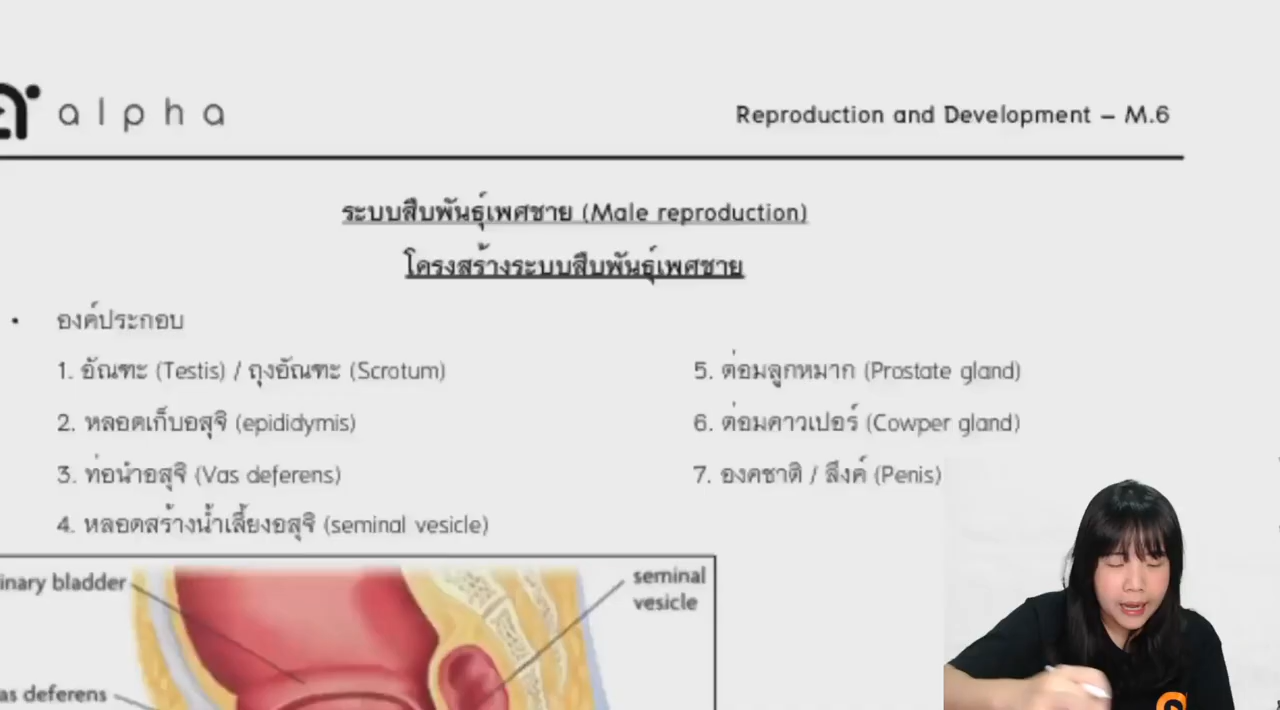 alpha
Reproduction and Development – M.6
ระบบสืบพันธุ์เพศชาย (Male reproduction)
โครงสร้างระบบสืบพันธุ์เพศชาย
• องค์ประกอบ
1. อัณฑะ (Testis) / ถุงอัณฑะ (Scrotum)
2. หลอดเก็บอสุจิ (epididymis)
3. ท่อนำอสุจิ (Vas deferens)
4. หลอดสร้างน้ำเลี้ยงอสุจิ (seminal vesicle)
5. ต่อมลูกหมาก (Prostate gland)
6. ต่อมคาวเปอร์ (Cowper gland)
7. องคชาติ / ลึงค์ (Penis)
inary bladder
seminal
vesicle
as deferens